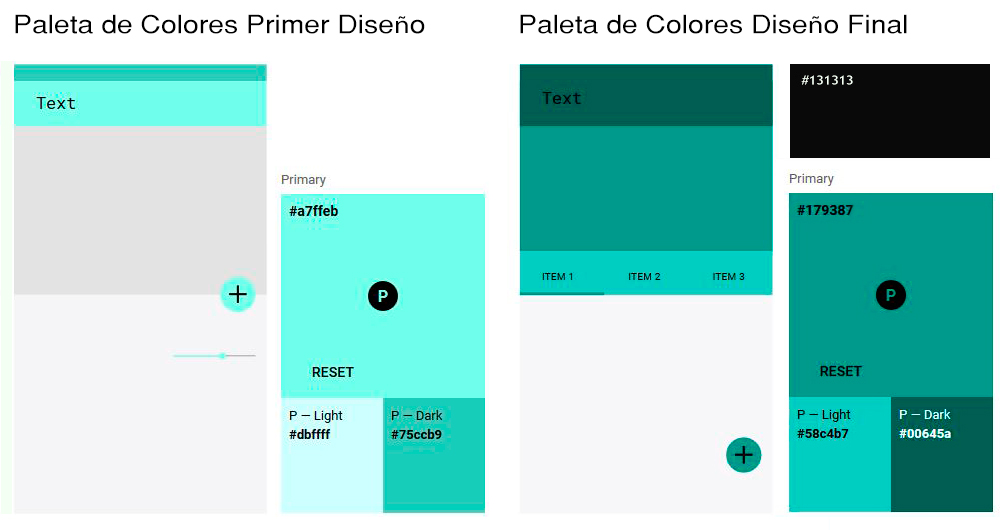 Paleta de Colores Primer Diseño
Text
Primary
#a7ffeb
P
RESET
P – Light
#dbffff
P – Dark
#75ccb9
Paleta de Colores Diseño Final
Text
ITEM 1
ITEM 2
ITEM 3
#131313
Primary
#179387
P
RESET
P – Light
#58c4b7
P – Dark
#00645a